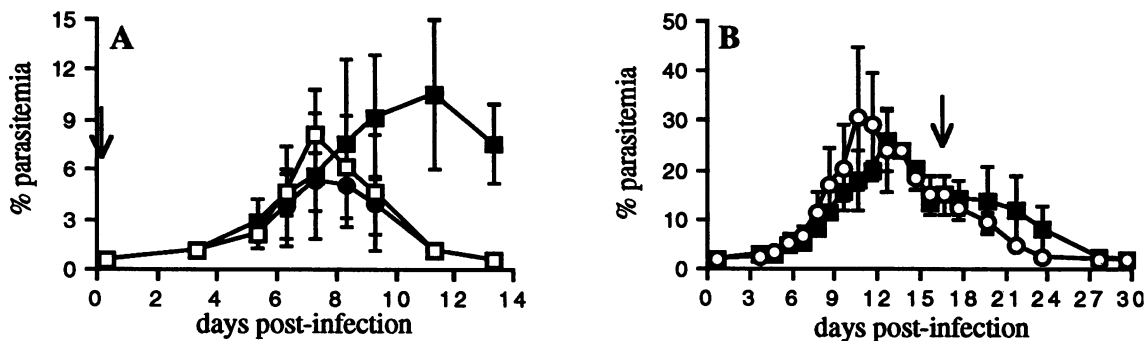 A
% parasitemia
15
12
9
6
3
0
0 2 4 6 8 10 12 14
days post-infection
B
% parasitemia
50
40
30
20
10
0
0 3 6 9 12 15 18 21 24 27 30
days post-infection